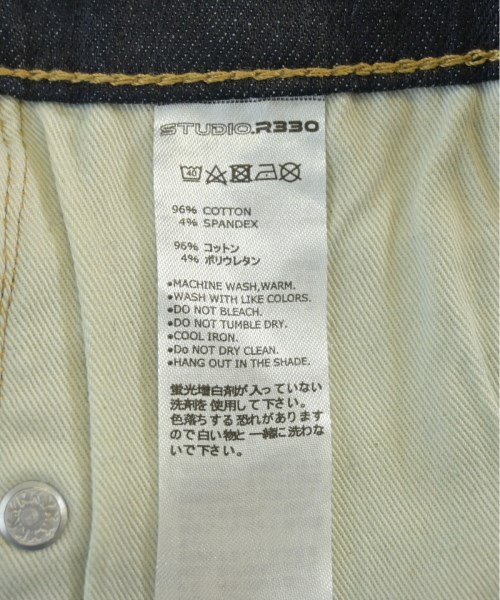 STUDIO.R330
40
96% COTTON
4% SPANDEX
96% コットン
4% ポリウレタン
●MACHINE WASH,WARM.
●WASH WITH LIKE COLORS.
●DO NOT BLEACH.
●DO NOT TUMBLE DRY.
●COOL IRON.
●Do NOT DRY CLEAN.
●HANG OUT IN THE SHADE.
蛍光増白剤が入っていない
洗剤を使用して下さい。
色落ちする恐れがあります
ので白い物と一緒に洗わな
いで下さい。